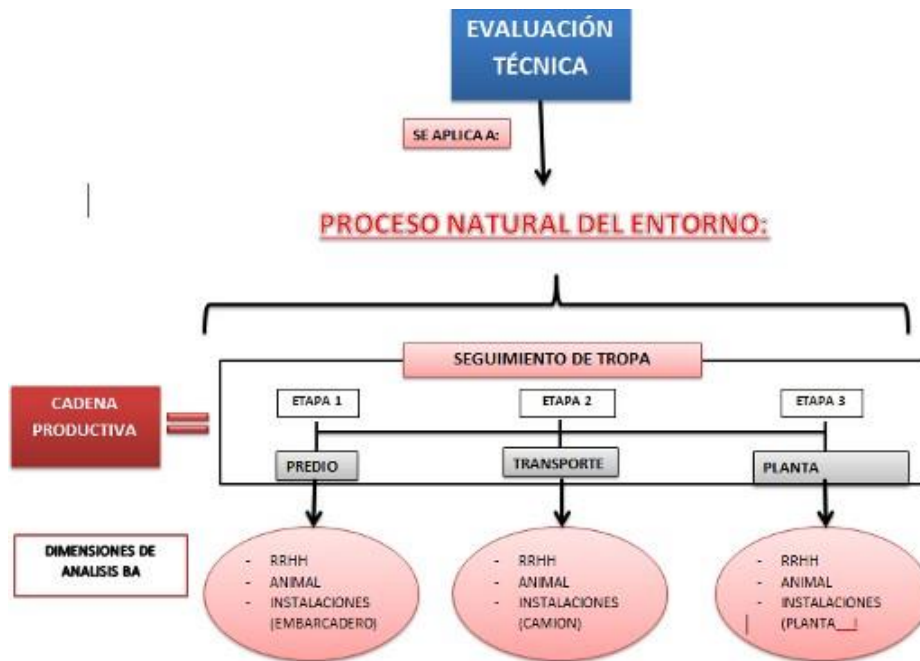 EVALUACIÓN
TÉCNICA
SE APLICA A:
PROCESO NATURAL DEL ENTORNO:
SEGUIMIENTO DE TROPA
CADENA
PRODUCTIVA
ETAPA 1
ETAPA 2
ETAPA 3
PREDIO
TRANSPORTE
PLANTA
DIMENSIONES DE
ANALISIS BA
- RRHH
- ANIMAL
- INSTALACIONES
(EMBARCADERO)
- RRHH
- ANIMAL
- INSTALACIONES
(CAMION)
- RRHH
- ANIMAL
- INSTALACIONES
(PLANTA__)